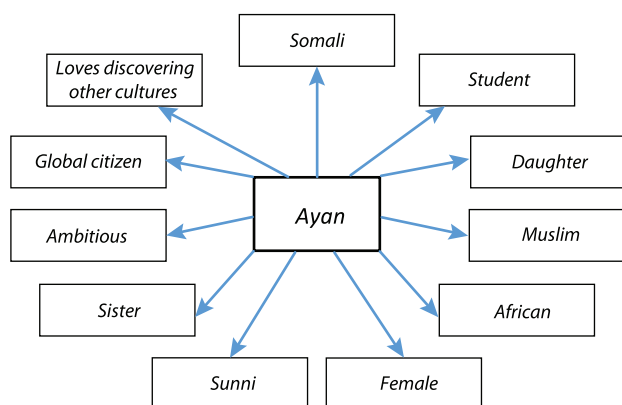 Somali
Loves discovering
other cultures
Student
Global citizen
Daughter
Ayan
Ambitious
Muslim
Sister
African
Sunni
Female